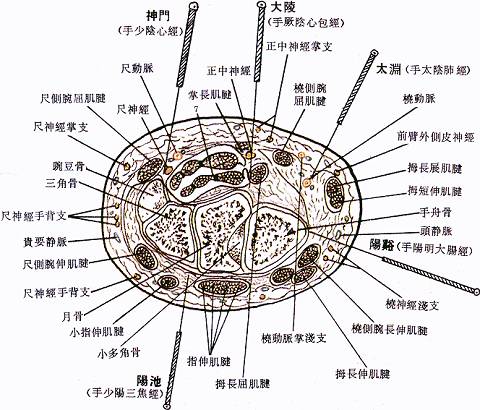 神門
(手少陰心經)
大陵
(手厥陰心包經)
正中神經掌支
太淵
(手太陰肺經)
尺動脈
正中神經
掌長肌腱
橈側腕
屈肌腱
橈動脈
尺側腕屈肌腱
尺神經
7
尺神經掌支
前臂外側皮神經
豌豆骨
拇長展肌腱
三角骨
拇短伸肌腱
尺神經手背支
手舟骨
頭静脈
貴要静脈
陽谿
(手陽明大腸經)
尺側腕伸肌腱
尺神經手背支
橈神經淺支
月骨
橈側腕長伸肌腱
小指伸肌腱
橈動脈掌淺支
小多角骨
指伸肌腱
拇長伸肌腱
拇長屈肌腱
陽池
(手少陽三焦經)